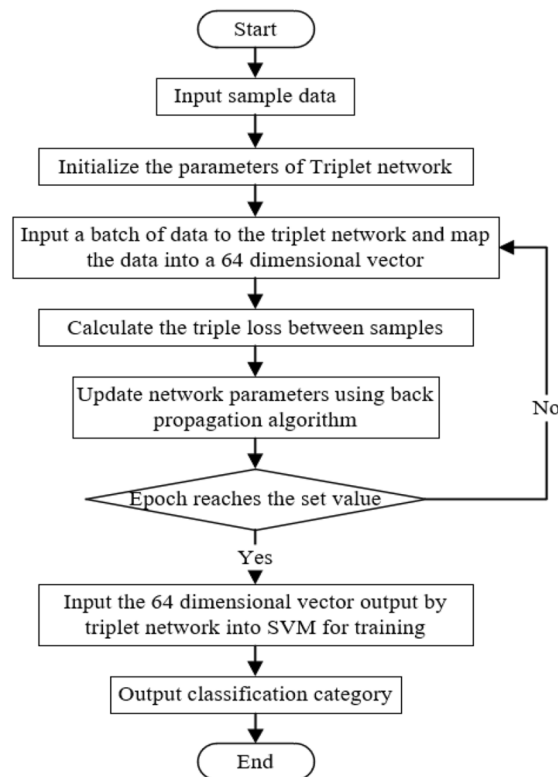 Start
Input sample data
Initialize the parameters of Triplet network
Input a batch of data to the triplet network and map
the data into a 64 dimensional vector
Calculate the triple loss between samples
Update network parameters using back
propagation algorithm
No
Epoch reaches the set value
Yes
Input the 64 dimensional vector output by
triplet network into SVM for training
Output classification category
End